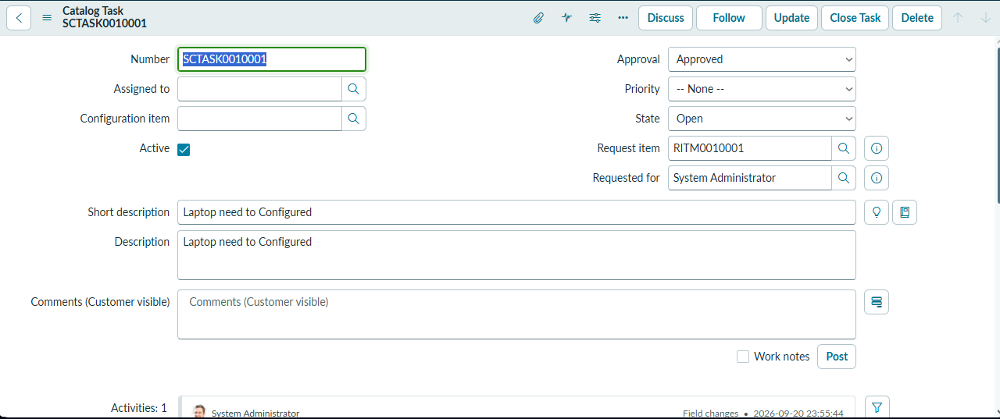 Catalog Task
SCTASK0010001
Discuss
Follow
Update
Close Task
Delete
Number SCTASK0010001
Approval Approved
Assigned to
Priority -- None --
Configuration item
State Open
Active
Request item RITM0010001
Requested for System Administrator
Short description Laptop need to Configured
Description Laptop need to Configured
Comments (Customer visible) Comments (Customer visible)
Work notes Post
Activities: 1
System Administrator Field changes • 2026-09-20 23:55:44